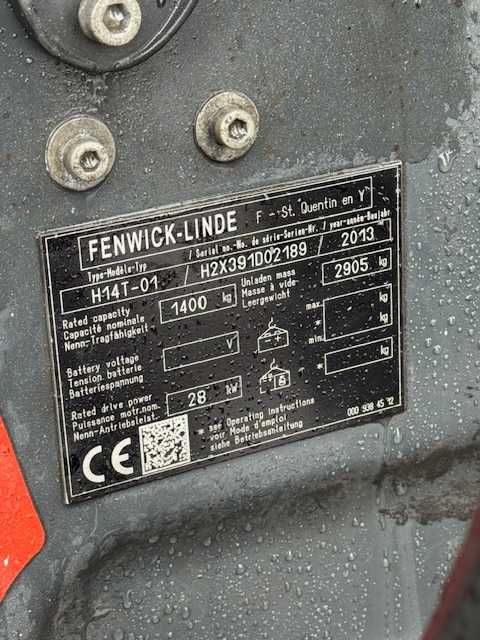 FENWICK-LINDE F - St. Quentin en Y
Type-Modèle-Typ / Serial no.-No. de série-Serien-Nr. / year-année-Baujahr
H14T-01 / H2X391D02189 / 2013
Rated capacity
Capacité nominale
Nenn-Tragfähigkeit
1400 kg
Unladen mass
Masse à vide
Leergewicht
2905 kg
Battery voltage
Tension batterie
Batteriespannung
V
max. kg
* kg
min.
Rated drive power
Puissance motr.nom.
Nenn-Antriebsleist.
28 kW
* kg
CE
* see Operating instructions
voir Mode d'emploi
siehe Betriebsanleitung
000 938 45 12